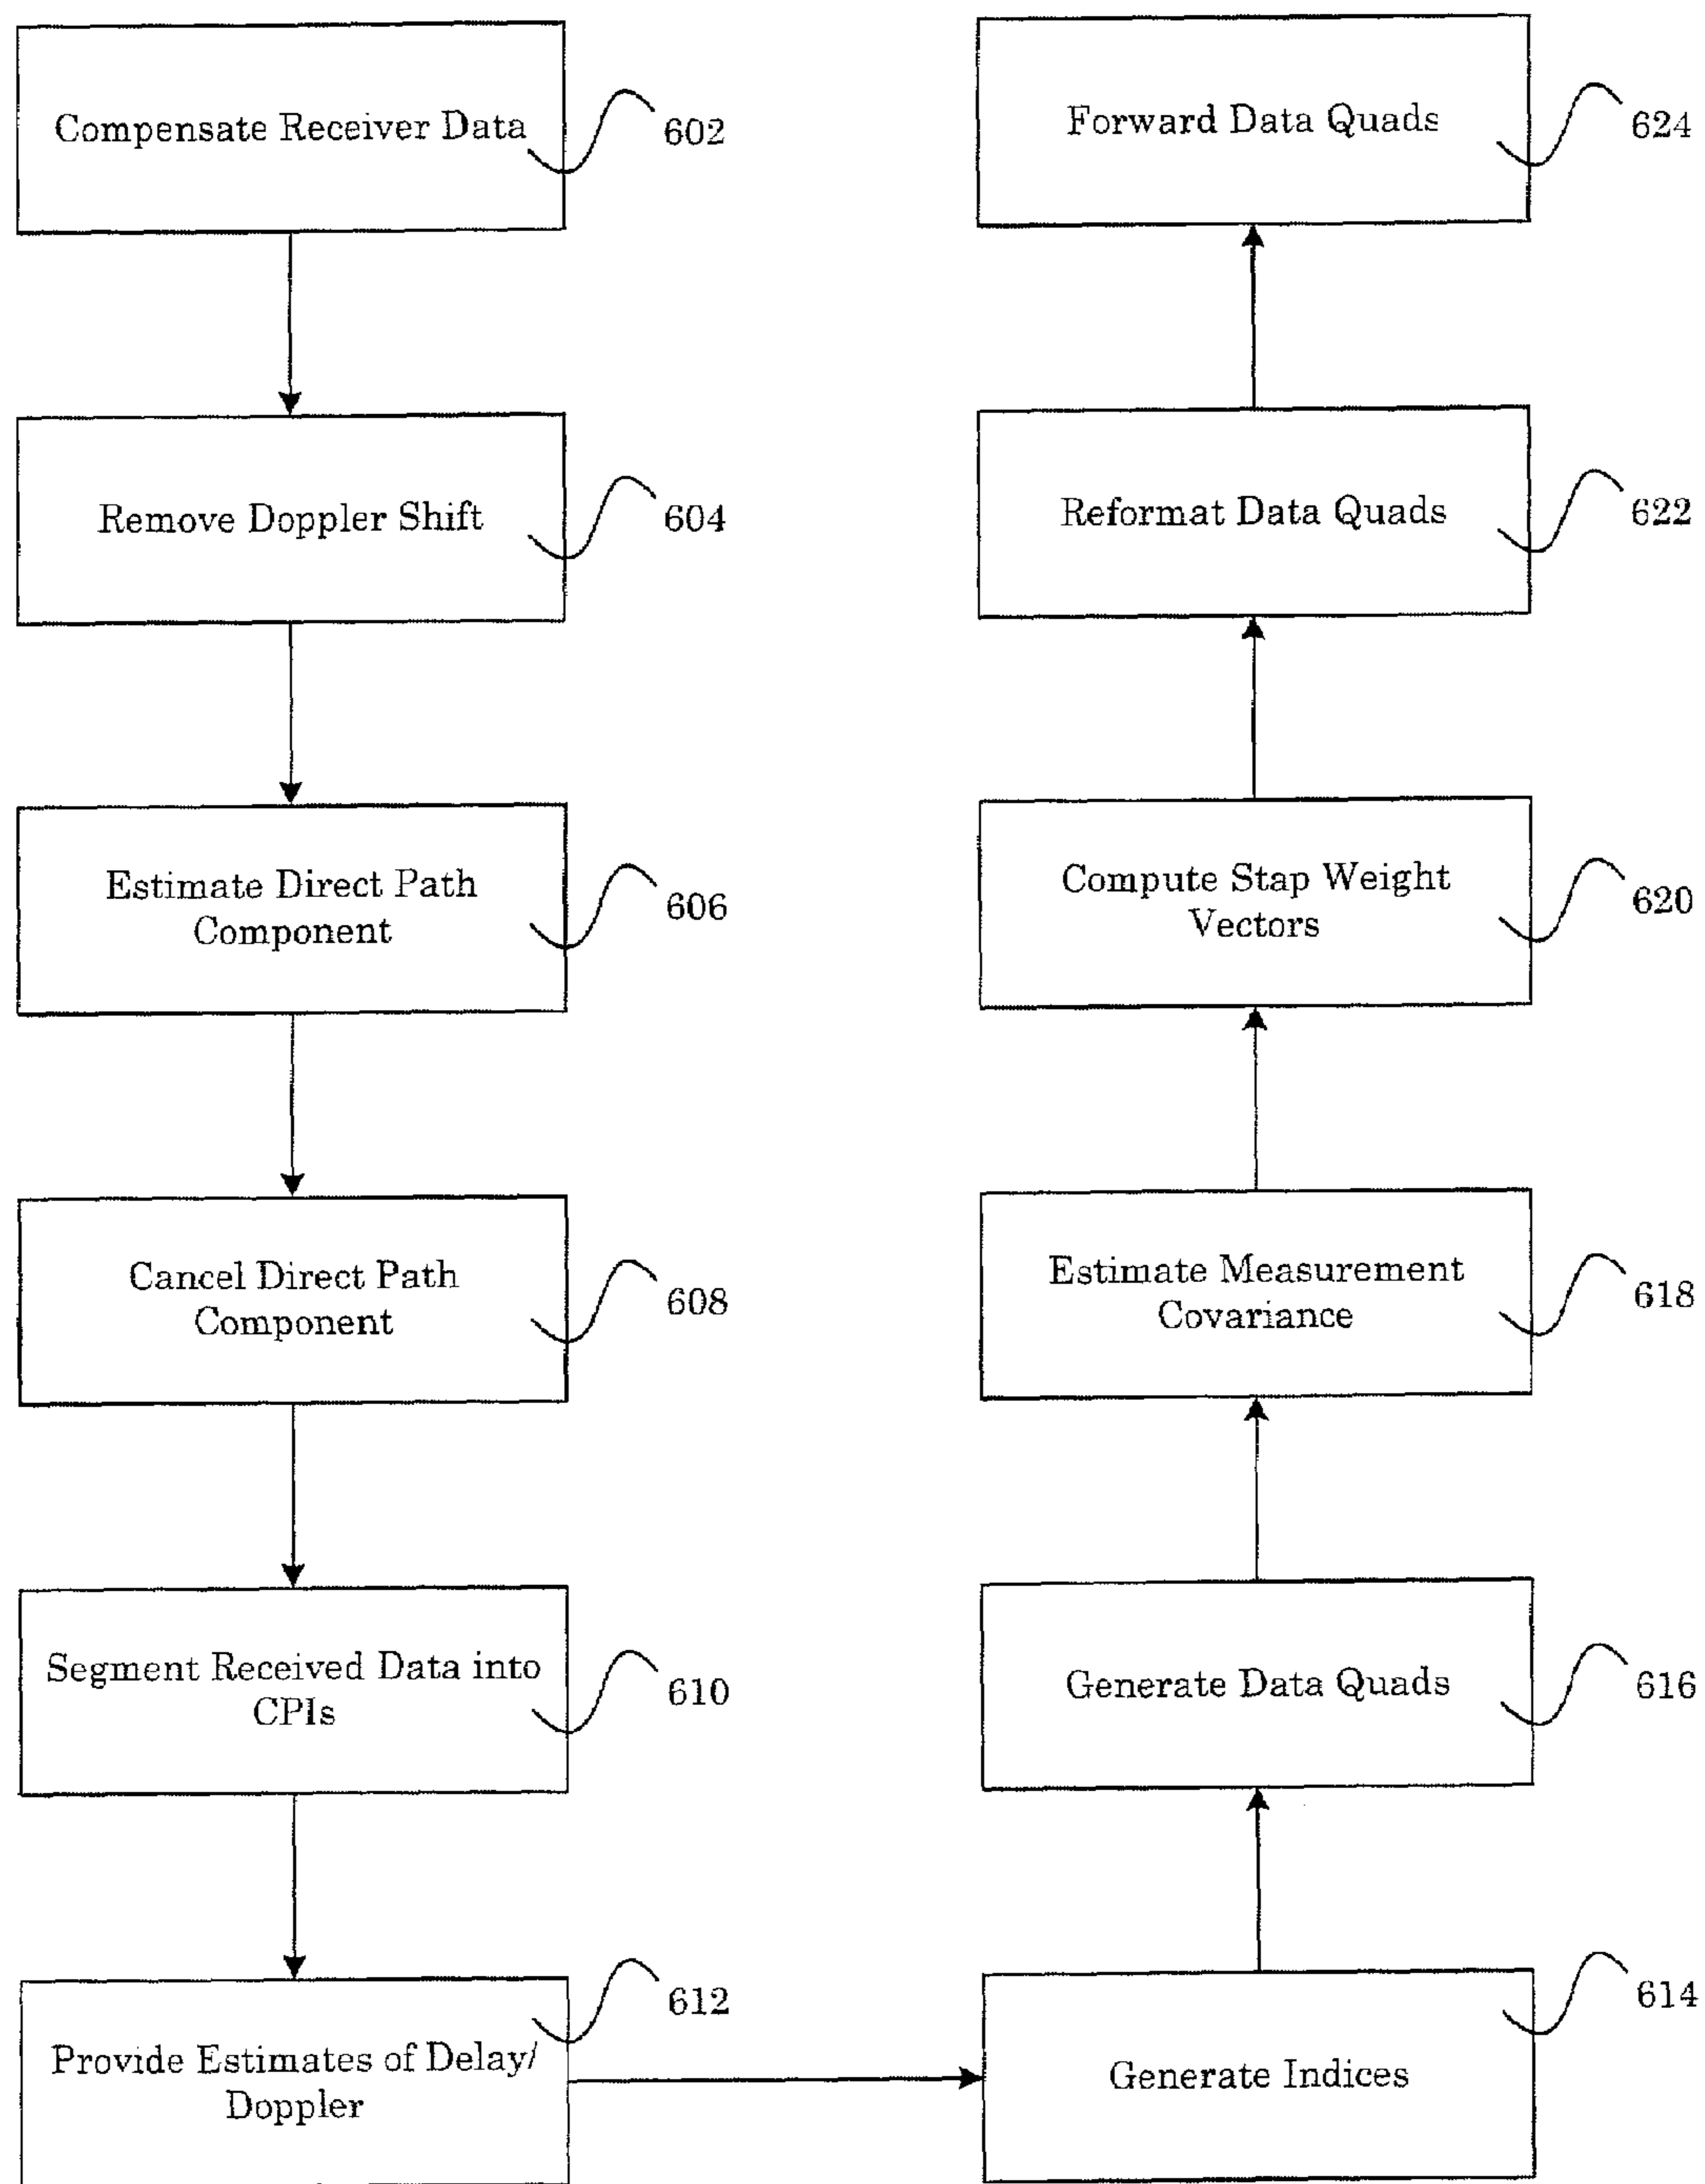 Compensate Receiver Data
602
Remove Doppler Shift
604
Estimate Direct Path
Component
606
Cancel Direct Path
Component
608
Segment Received Data into
CPIs
610
Provide Estimates of Delay/
Doppler
612
Generate Indices
614
Generate Data Quads
616
Estimate Measurement
Covariance
618
Compute Stap Weight
Vectors
620
Reformat Data Quads
622
Forward Data Quads
624